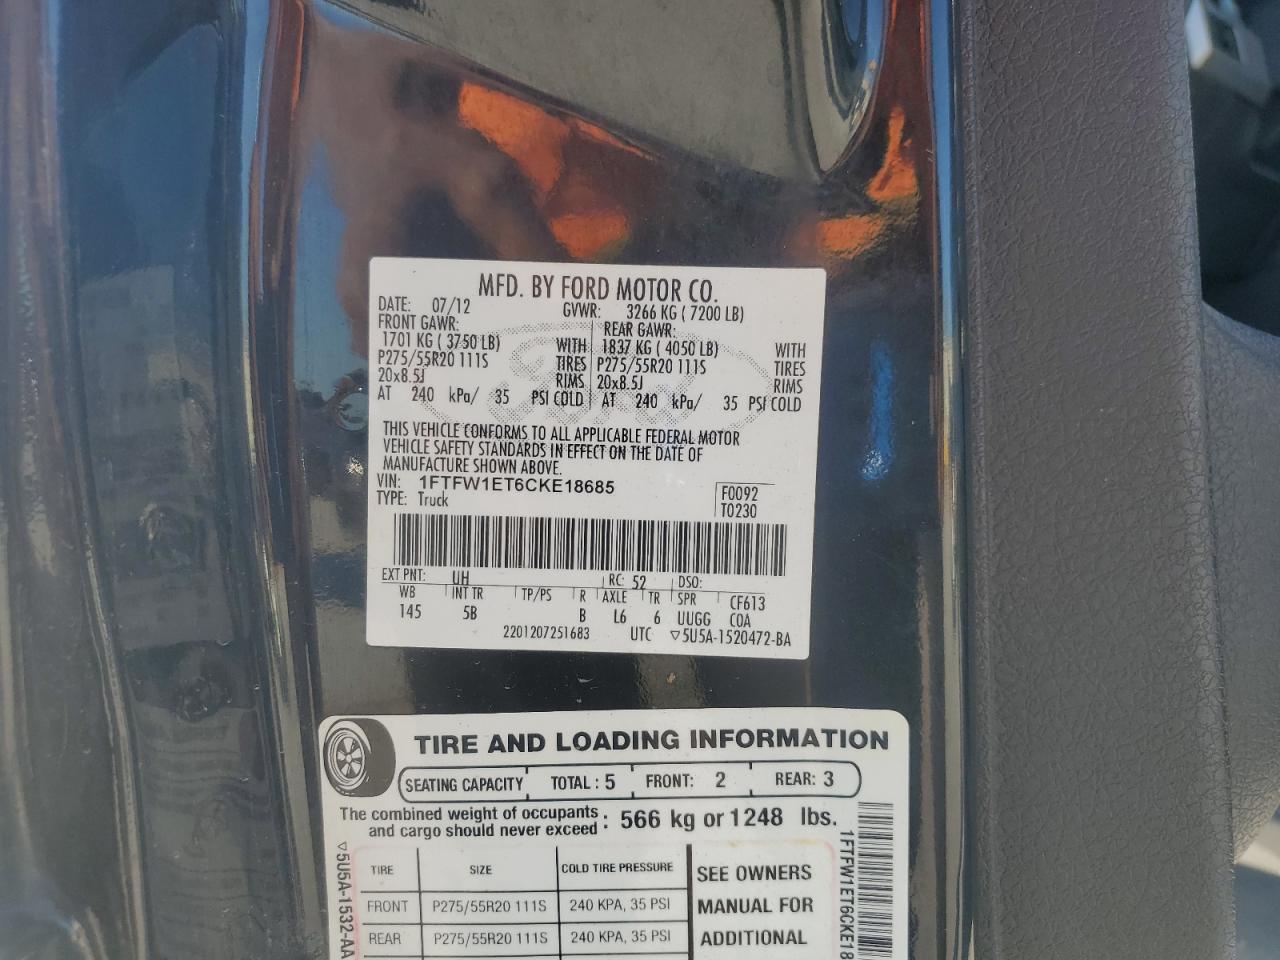 MFD. BY FORD MOTOR CO.
DATE: 07/12 GVWR: 3266 KG ( 7200 LB)
FRONT GAWR: REAR GAWR:
1701 KG ( 3750 LB) WITH 1837 KG ( 4050 LB) WITH
P275/55R20 111S TIRES P275/55R20 111S TIRES
20x8.5J RIMS 20x8.5J RIMS
AT 240 kPa/ 35 PSI COLD AT 240 kPa/ 35 PSI COLD
THIS VEHICLE CONFORMS TO ALL APPLICABLE FEDERAL MOTOR
VEHICLE SAFETY STANDARDS IN EFFECT ON THE DATE OF
MANUFACTURE SHOWN ABOVE.
VIN: 1FTFW1ET6CKE18685 F0092
TYPE: Truck T0230
EXT PNT: UH RC: 52 DSO:
WB INT TR TP/PS R AXLE TR SPR CF613
145 5B B L6 6 UUGG COA
2201207251683 UTC ▽5U5A-1520472-BA
TIRE AND LOADING INFORMATION
SEATING CAPACITY TOTAL : 5 FRONT: 2 REAR: 3
The combined weight of occupants
and cargo should never exceed : 566 kg or 1248 lbs.
TIRE SIZE COLD TIRE PRESSURE SEE OWNERS
FRONT P275/55R20 111S 240 KPA, 35 PSI MANUAL FOR
REAR P275/55R20 111S 240 KPA, 35 PSI ADDITIONAL
▽5U5A-1532-AA
1FTFW1ET6CKE18